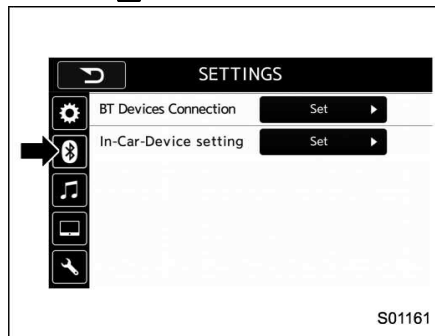 SETTINGS
BT Devices Connection Set
In-Car-Device setting Set
S01161